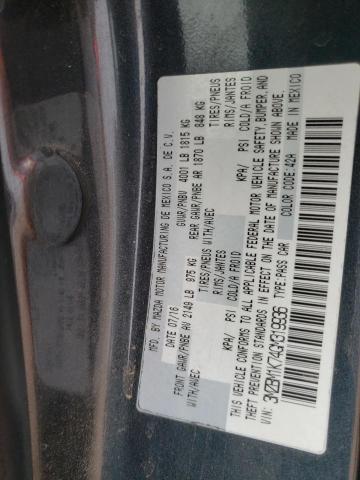 MFD. BY MAZDA MOTOR MANUFACTURING DE MEXICO S.A. DE C.V.
DATE 07/16 GVWR/PNBV 4001 LB 1815 KG
FRONT GAWR/PNBE AV 2149 LB 975 KG REAR GAWR/PNBE AR 1870 LB 848 KG
WITH/AVEC TIRES/PNEUS WITH/AVEC TIRES/PNEUS
RIMS/JANTES RIMS/JANTES
KPA/ PSI COLD/A FROID KPA/ PSI COLD/A FROID
THIS VEHICLE CONFORMS TO ALL APPLICABLE FEDERAL MOTOR VEHICLE SAFETY, BUMPER, AND
THEFT PREVENTION STANDARDS IN EFFECT ON THE DATE OF MANUFACTURE SHOWN ABOVE.
VIN: 3MZBM1K74GM319936 TYPE:PASS CAR COLOR CODE:42A MADE IN MEXICO